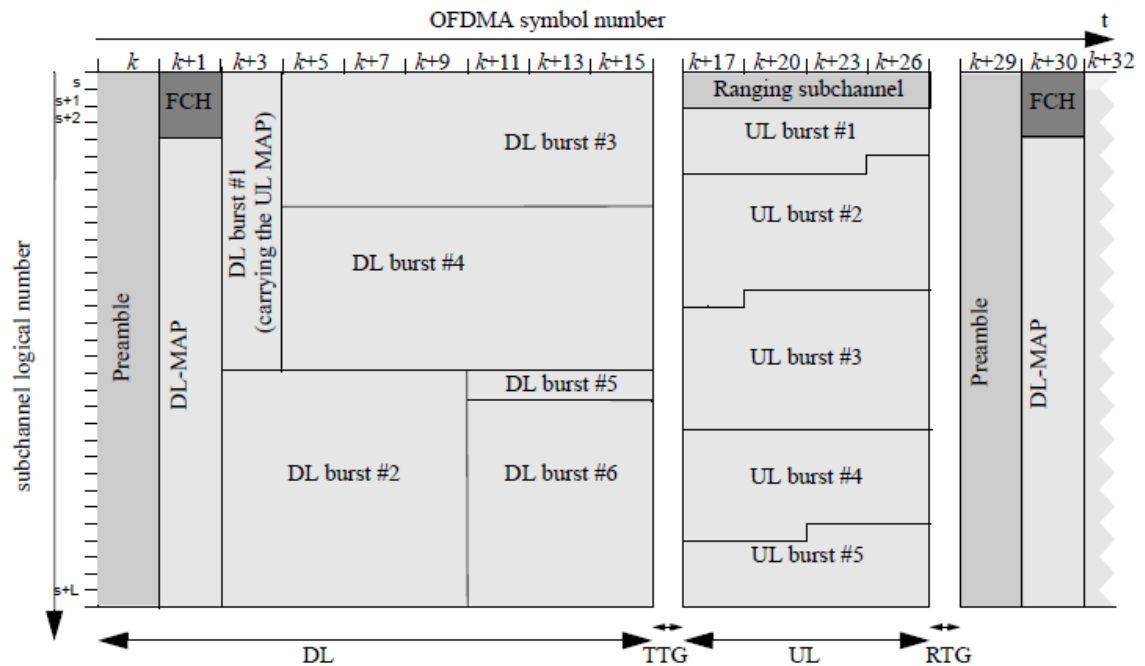 OFDMA symbol number
t
k
k+1
k+3
k+5
k+7
k+9
k+11
k+13
k+15
k+17
k+20
k+23
k+26
k+29
k+30
k+32
s
s+1
s+2
s+L
subchannel logical number
Preamble
FCH
DL-MAP
DL burst #1
(carrying the UL MAP)
DL burst #3
DL burst #4
DL burst #2
DL burst #5
DL burst #6
Ranging subchannel
UL burst #1
UL burst #2
UL burst #3
UL burst #4
UL burst #5
Preamble
FCH
DL-MAP
DL
TTG
UL
RTG